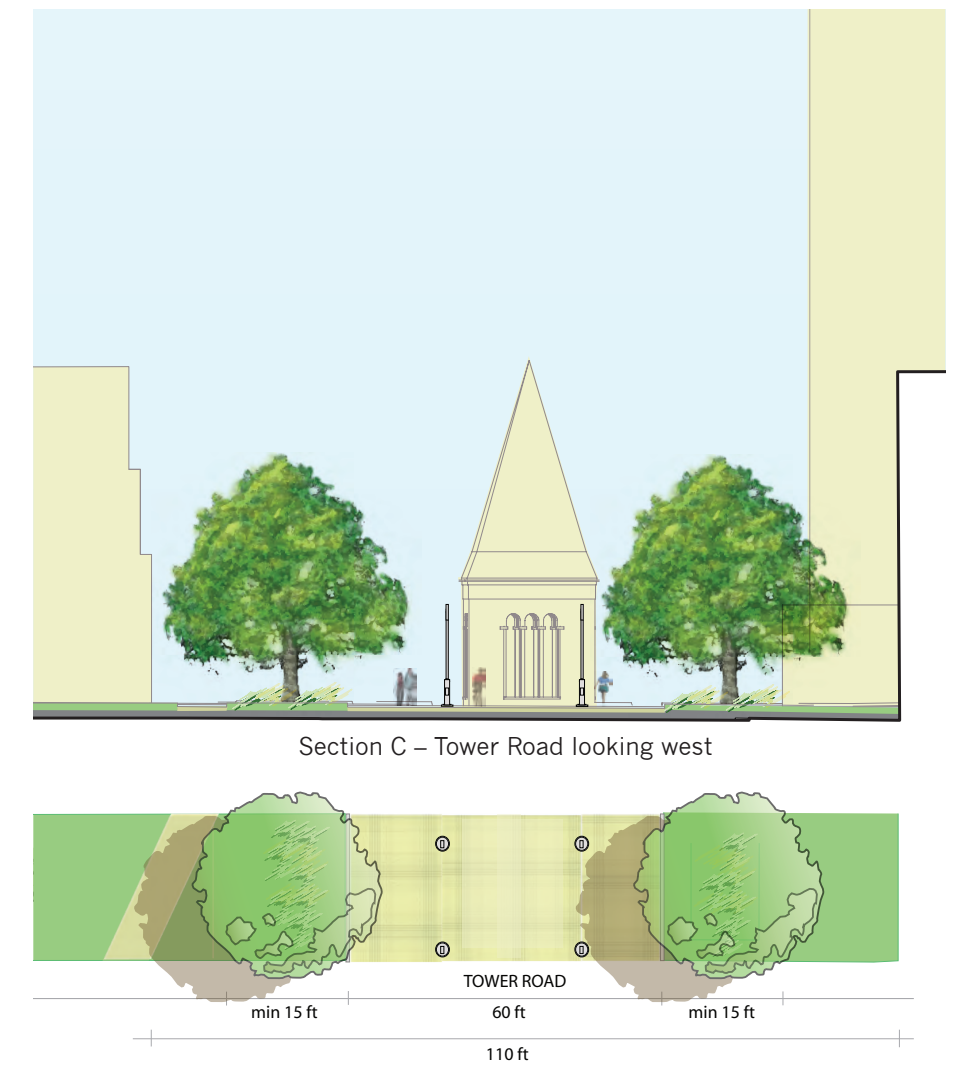 Section C – Tower Road looking west
TOWER ROAD
min 15 ft
60 ft
min 15 ft
110 ft